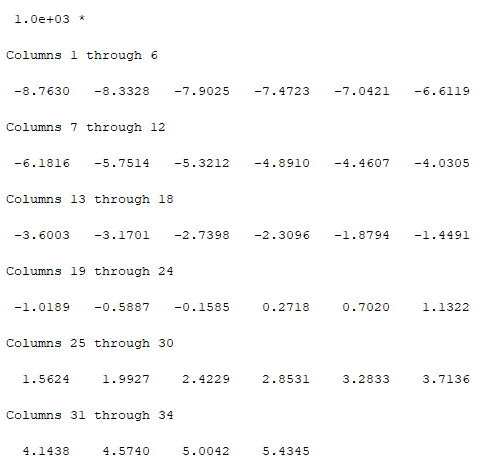 1.0e+03 *
Columns 1 through 6
-8.7630 -8.3328 -7.9025 -7.4723 -7.0421 -6.6119
Columns 7 through 12
-6.1816 -5.7514 -5.3212 -4.8910 -4.4607 -4.0305
Columns 13 through 18
-3.6003 -3.1701 -2.7398 -2.3096 -1.8794 -1.4491
Columns 19 through 24
-1.0189 -0.5887 -0.1585 0.2718 0.7020 1.1322
Columns 25 through 30
1.5624 1.9927 2.4229 2.8531 3.2833 3.7136
Columns 31 through 34
4.1438 4.5740 5.0042 5.4345